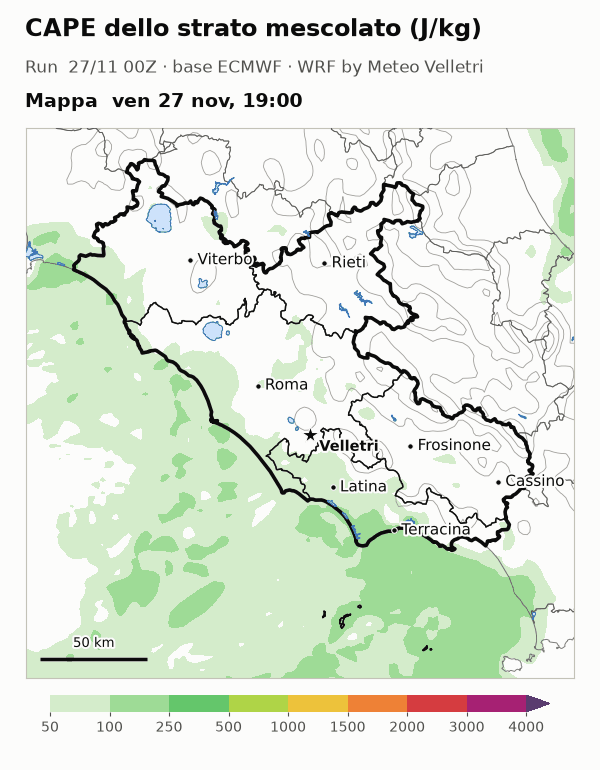 CAPE dello strato mescolato (J/kg)
Run  27/11 00Z · base ECMWF · WRF by Meteo Velletri
Mappa  ven 27 nov, 19:00
Viterbo
Rieti
Roma
Velletri
Frosinone
Cassino
Latina
Terracina
50 km
50 100 250 500 1000 1500 2000 3000 4000